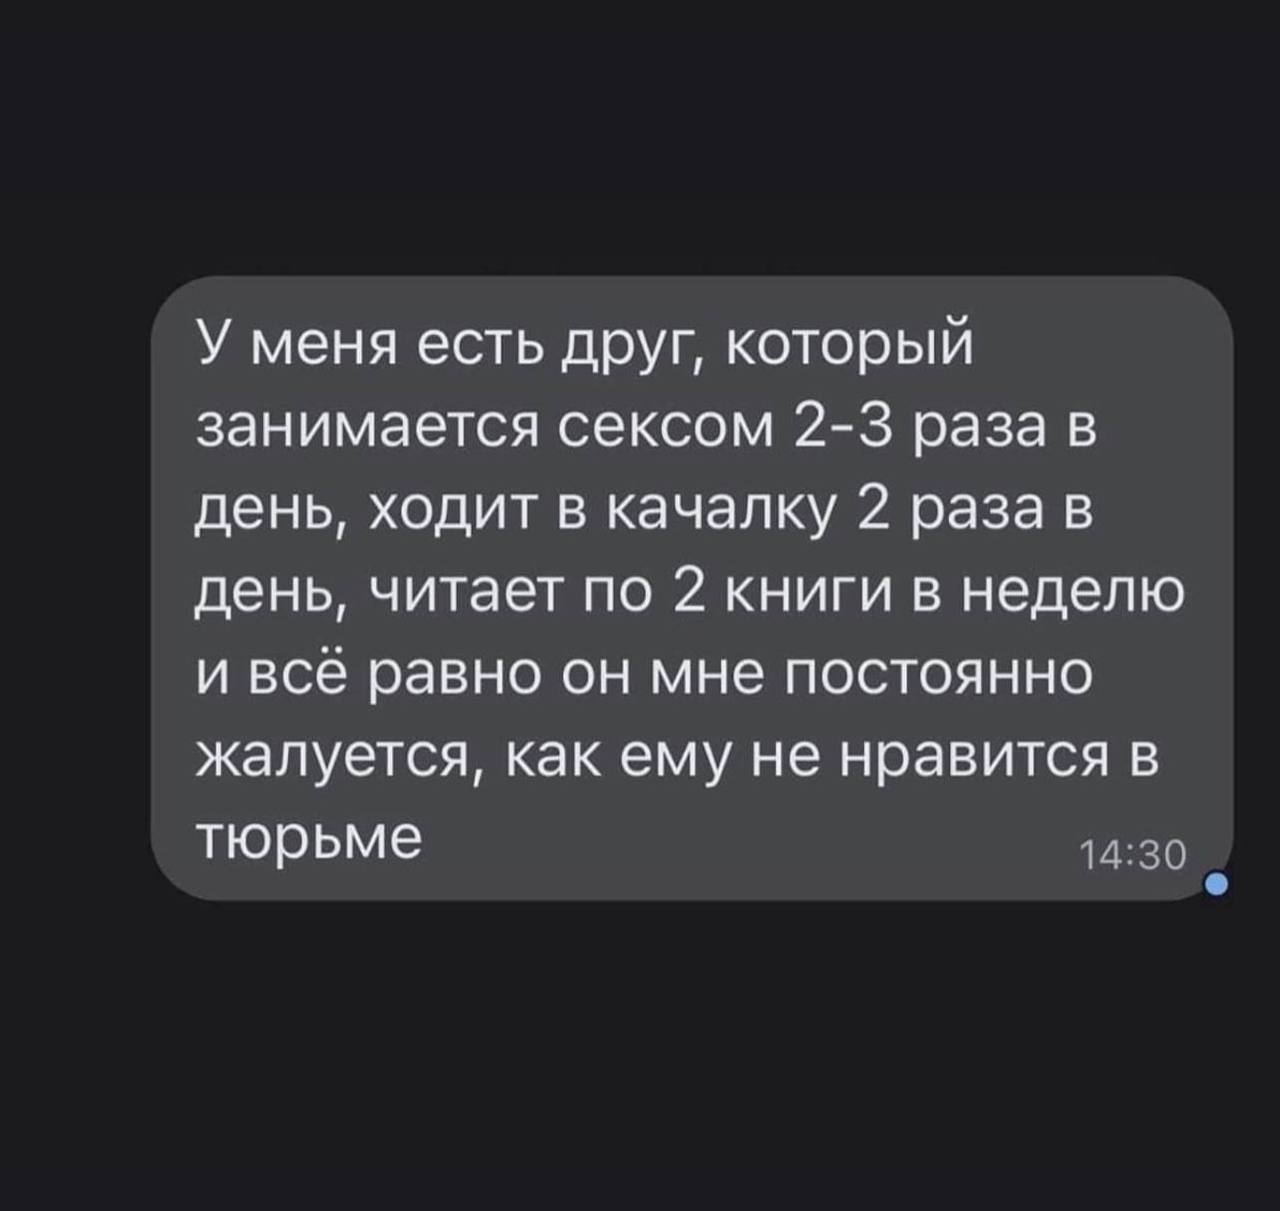 У меня есть друг, который
занимается сексом 2-3 раза в
день, ходит в качалку 2 раза в
день, читает по 2 книги в неделю
и всё равно он мне постоянно
жалуется, как ему не нравится в
тюрьме
14:30